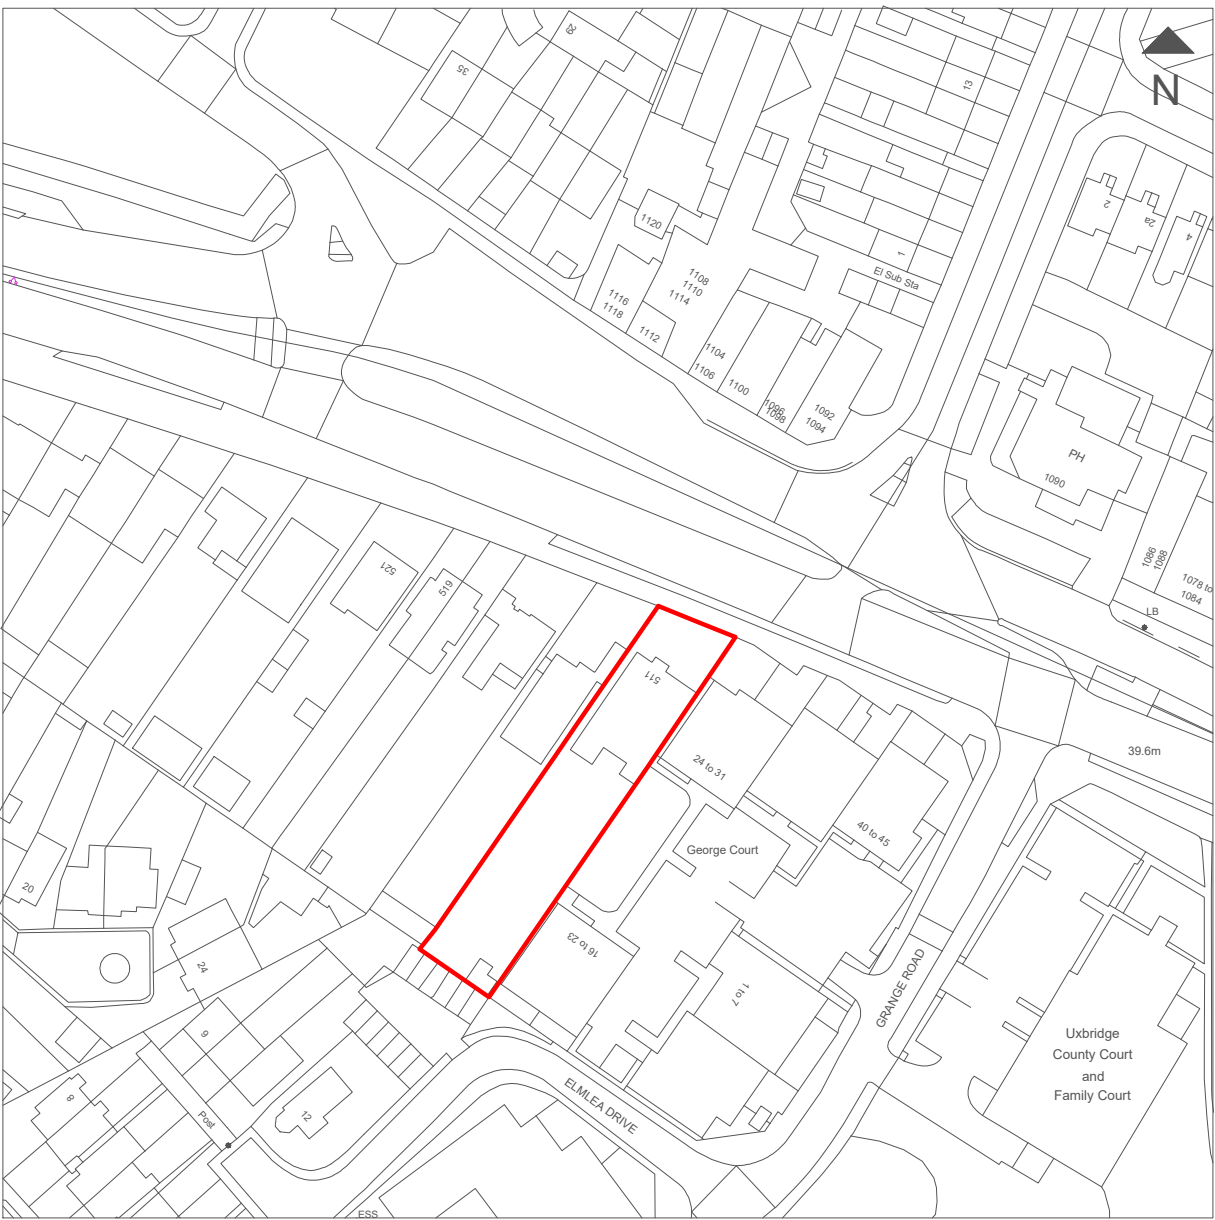 29
35
13
N
1120
2
2a
4
1
El Sub Sta
1108
1110
1114
1116
1118
1112
1104
1106
1100
1096
1098
1092
1094
PH
1090
1086
1088
1078 to
1084
LB
521
519
511
39.6m
24 to 31
40 to 45
George Court
20
16 to 23
24
1 to 7
GRANGE ROAD
9
Uxbridge
County Court
and
Family Court
8
Post
12
ELMLEA DRIVE
ESS